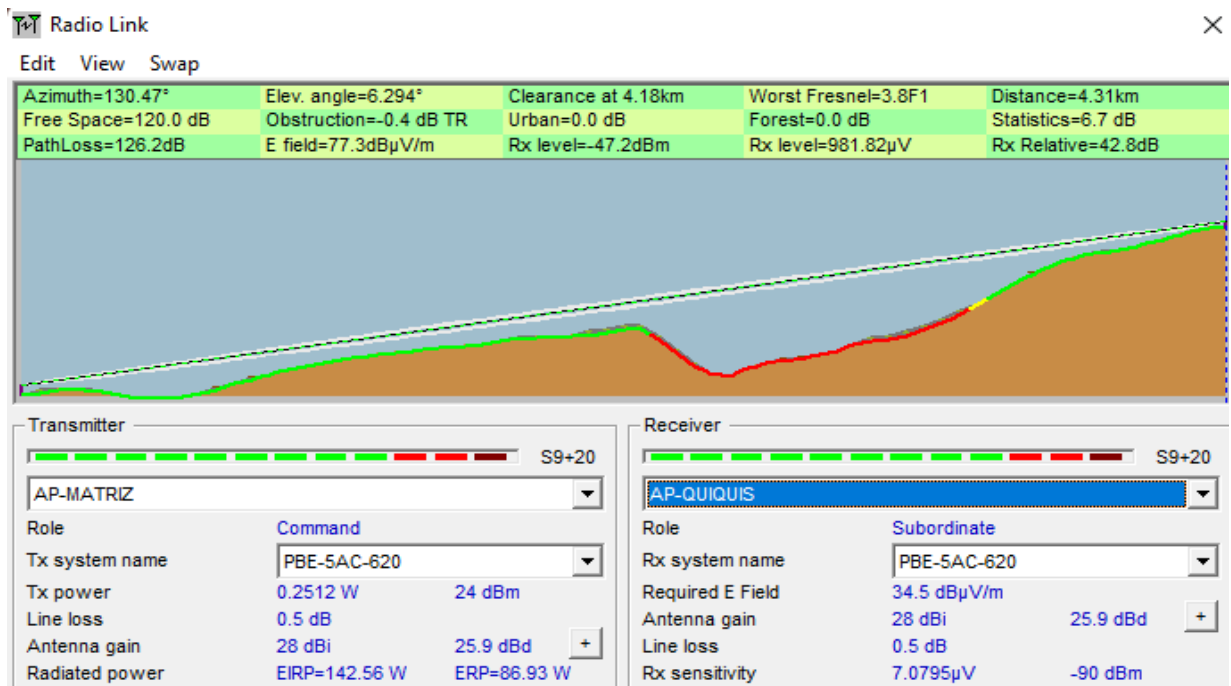 Radio Link
Edit View Swap
Azimuth=130.47° Elev. angle=6.294° Clearance at 4.18km Worst Fresnel=3.8F1 Distance=4.31km
Free Space=120.0 dB Obstruction=-0.4 dB TR Urban=0.0 dB Forest=0.0 dB Statistics=6.7 dB
PathLoss=126.2dB E field=77.3dBµV/m Rx level=-47.2dBm Rx level=981.82µV Rx Relative=42.8dB
Transmitter
S9+20
AP-MATRIZ
Role Command
Tx system name PBE-5AC-620
Tx power 0.2512 W 24 dBm
Line loss 0.5 dB
Antenna gain 28 dBi 25.9 dBd +
Radiated power EIRP=142.56 W ERP=86.93 W
Receiver
S9+20
AP-QUIQUIS
Role Subordinate
Rx system name PBE-5AC-620
Required E Field 34.5 dBµV/m
Antenna gain 28 dBi 25.9 dBd +
Line loss 0.5 dB
Rx sensitivity 7.0795µV -90 dBm